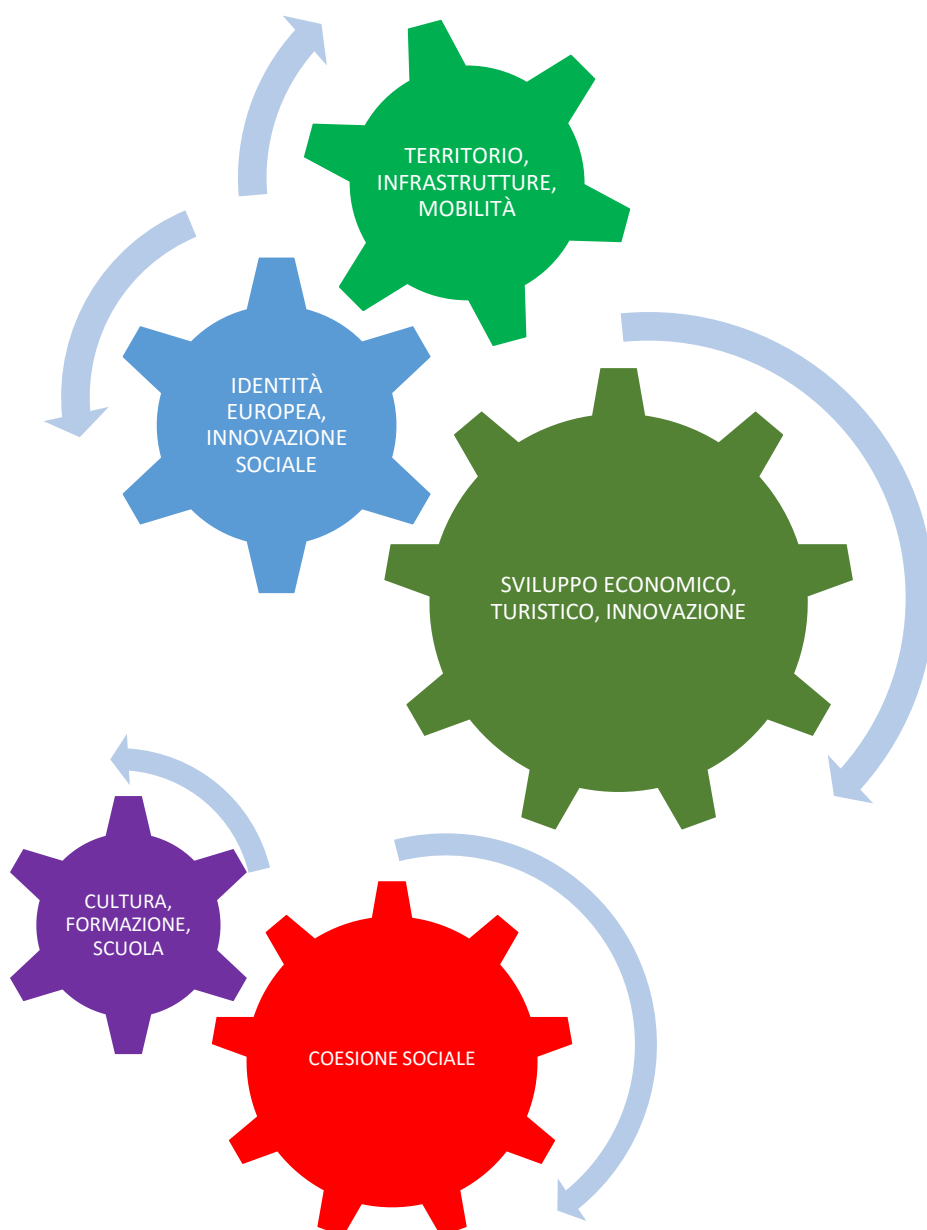 TERRITORIO,
INFRASTRUTTURE,
MOBILITÀ
IDENTITÀ
EUROPEA,
INNOVAZIONE
SOCIALE
SVILUPPO ECONOMICO,
TURISTICO, INNOVAZIONE
CULTURA,
FORMAZIONE,
SCUOLA
COESIONE SOCIALE